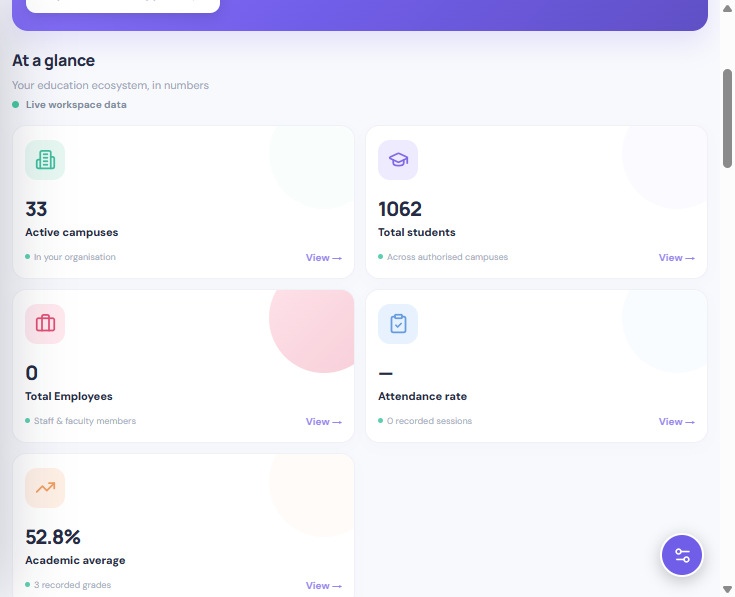 At a glance
Your education ecosystem, in numbers
Live workspace data
33
Active campuses
In your organisation
View →
1062
Total students
Across authorised campuses
View →
0
Total Employees
Staff & faculty members
View →
—
Attendance rate
0 recorded sessions
View →
52.8%
Academic average
3 recorded grades
View →